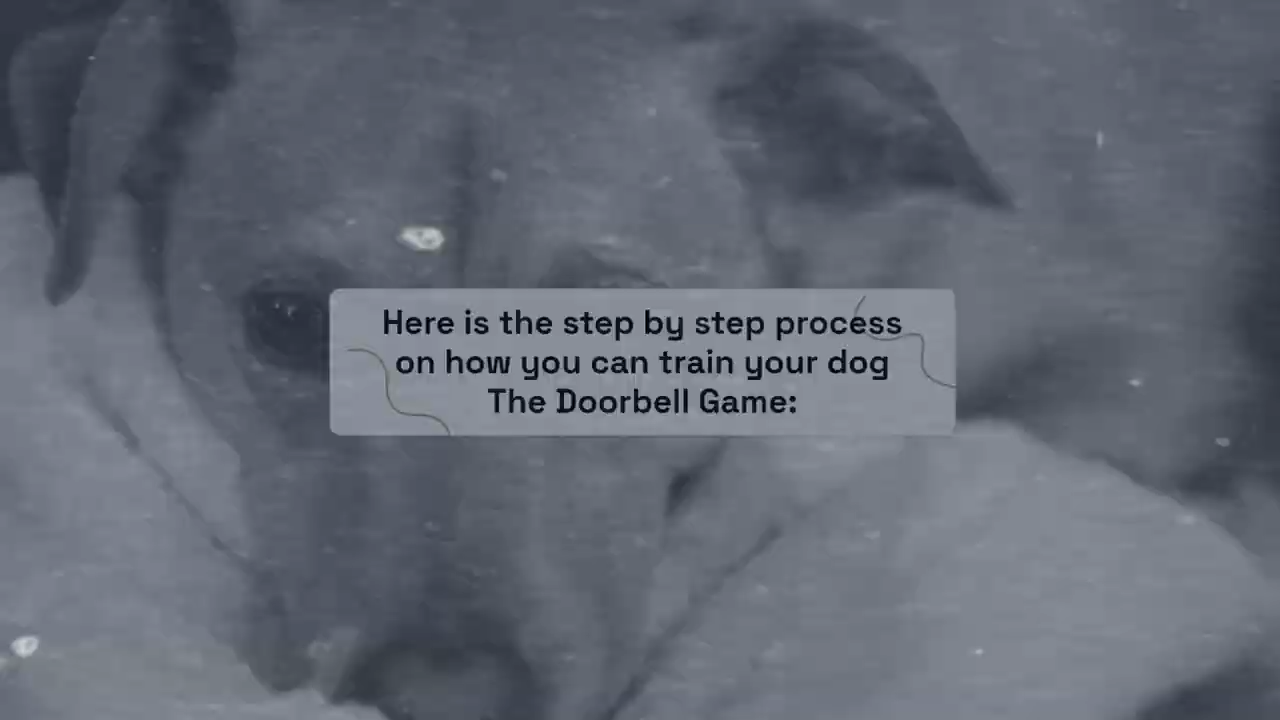 Here is the step by step process
on how you can train your dog
The Doorbell Game: